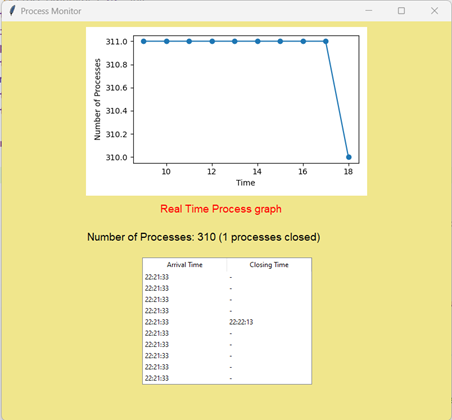 Process Monitor
311.0
310.8
310.6
310.4
310.2
310.0
Number of Processes
10 12 14 16 18
Time
Real Time Process graph
Number of Processes: 310 (1 processes closed)
Arrival Time Closing Time
22:21:33 -
22:21:33 -
22:21:33 -
22:21:33 -
22:21:33 22:22:13
22:21:33 -
22:21:33 -
22:21:33 -
22:21:33 -
22:21:33 -